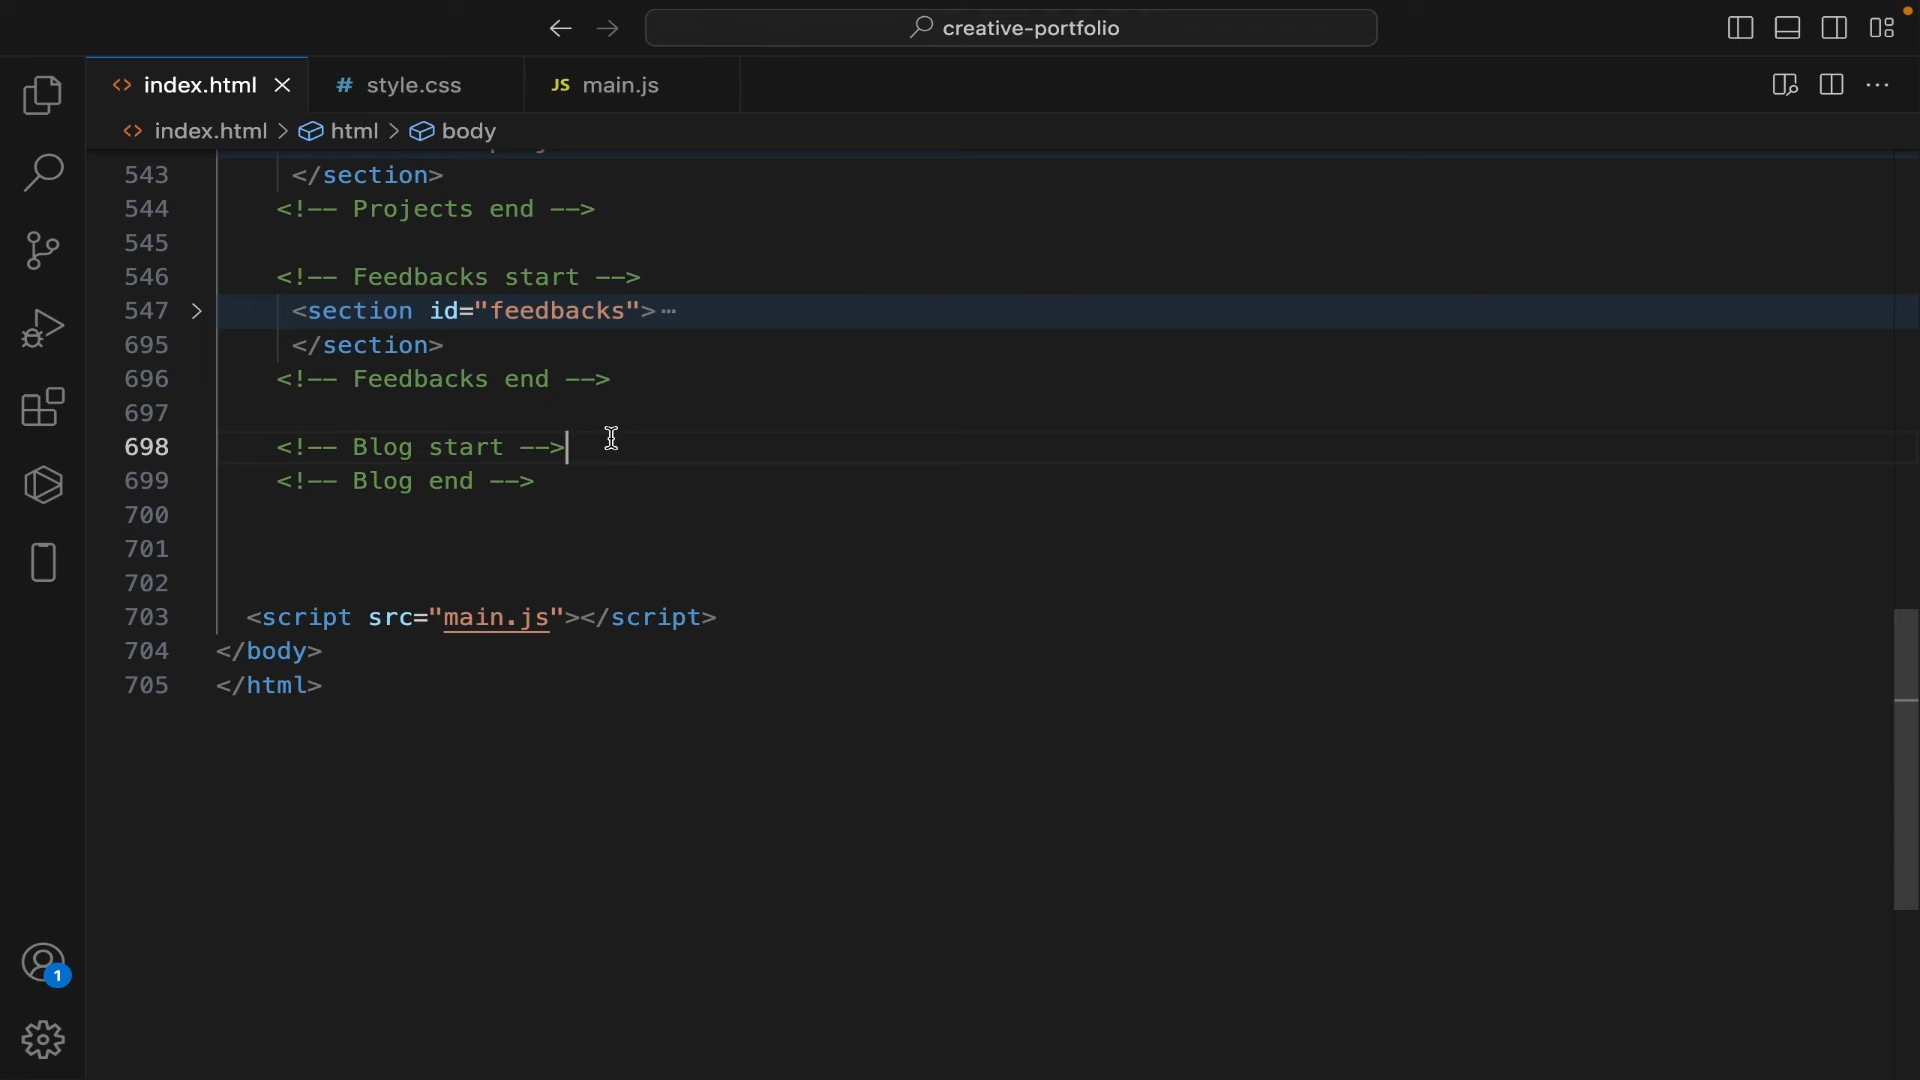 creative-portfolio
index.html
# style.css
JS main.js
index.html > html > body
543 </section>
544 <!-- Projects end -->
545
546 <!-- Feedbacks start -->
547 <section id="feedbacks">…
695 </section>
696 <!-- Feedbacks end -->
697
698 <!-- Blog start -->
699 <!-- Blog end -->
700
701
702
703 <script src="main.js"></script>
704 </body>
705 </html>
1